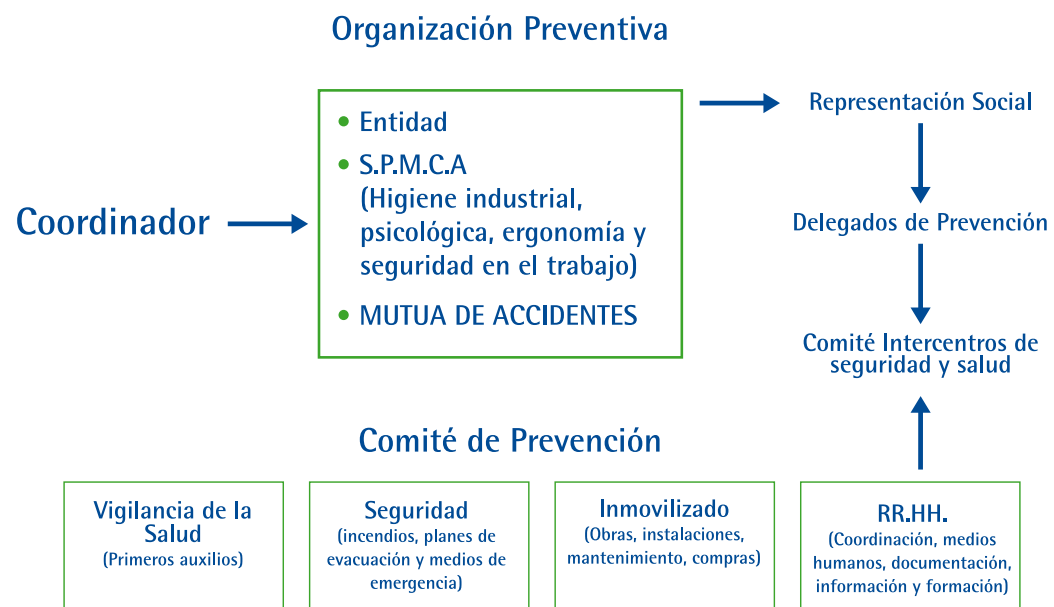 Organización Preventiva
Coordinador
• Entidad
• S.P.M.C.A
(Higiene industrial,
psicológica, ergonomía y
seguridad en el trabajo)
• MUTUA DE ACCIDENTES
Representación Social
Delegados de Prevención
Comité Intercentros de
seguridad y salud
Comité de Prevención
Vigilancia de la
Salud
(Primeros auxilios)
Seguridad
(incendios, planes de
evacuación y medios de
emergencia)
Inmovilizado
(Obras, instalaciones,
mantenimiento, compras)
RR.HH.
(Coordinación, medios
humanos, documentación,
información y formación)